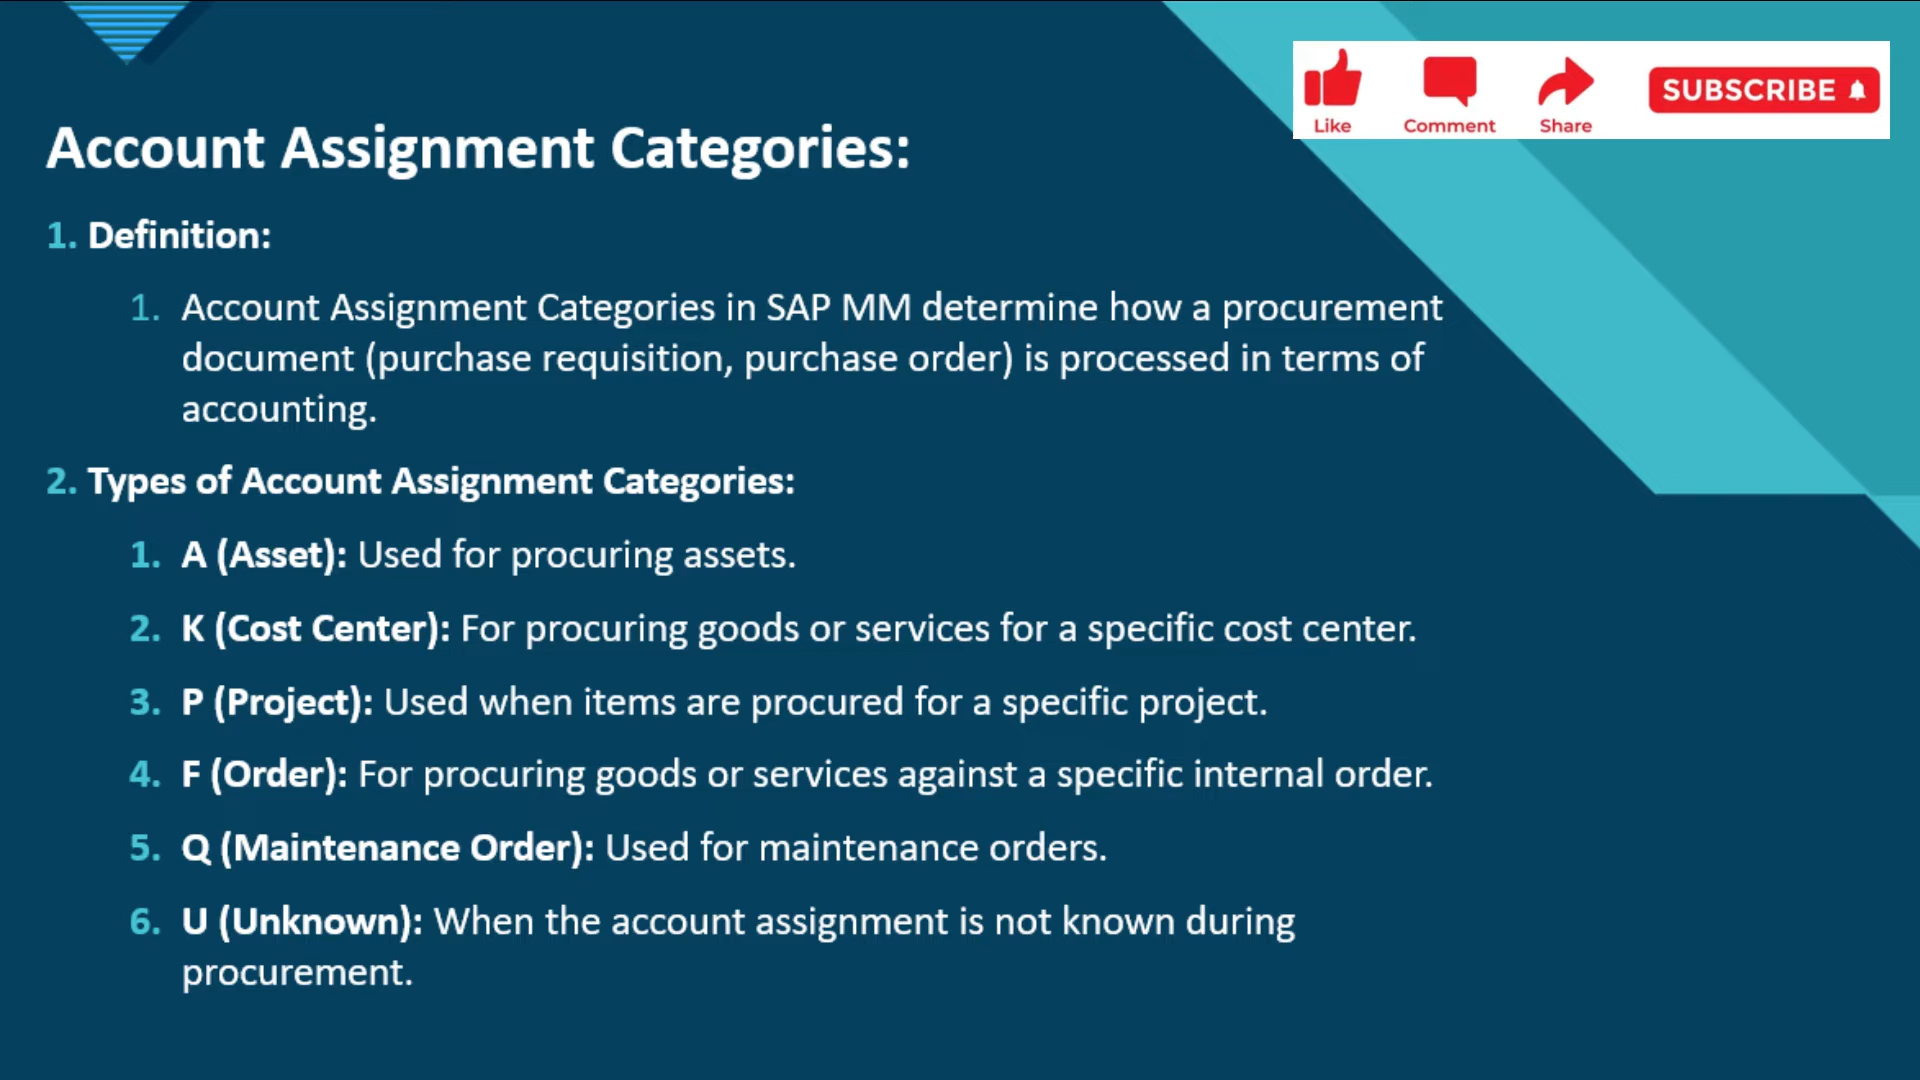 Like
Comment
Share
SUBSCRIBE
Account Assignment Categories:
1. Definition:
1. Account Assignment Categories in SAP MM determine how a procurement
document (purchase requisition, purchase order) is processed in terms of
accounting.
2. Types of Account Assignment Categories:
1. A (Asset): Used for procuring assets.
2. K (Cost Center): For procuring goods or services for a specific cost center.
3. P (Project): Used when items are procured for a specific project.
4. F (Order): For procuring goods or services against a specific internal order.
5. Q (Maintenance Order): Used for maintenance orders.
6. U (Unknown): When the account assignment is not known during
procurement.